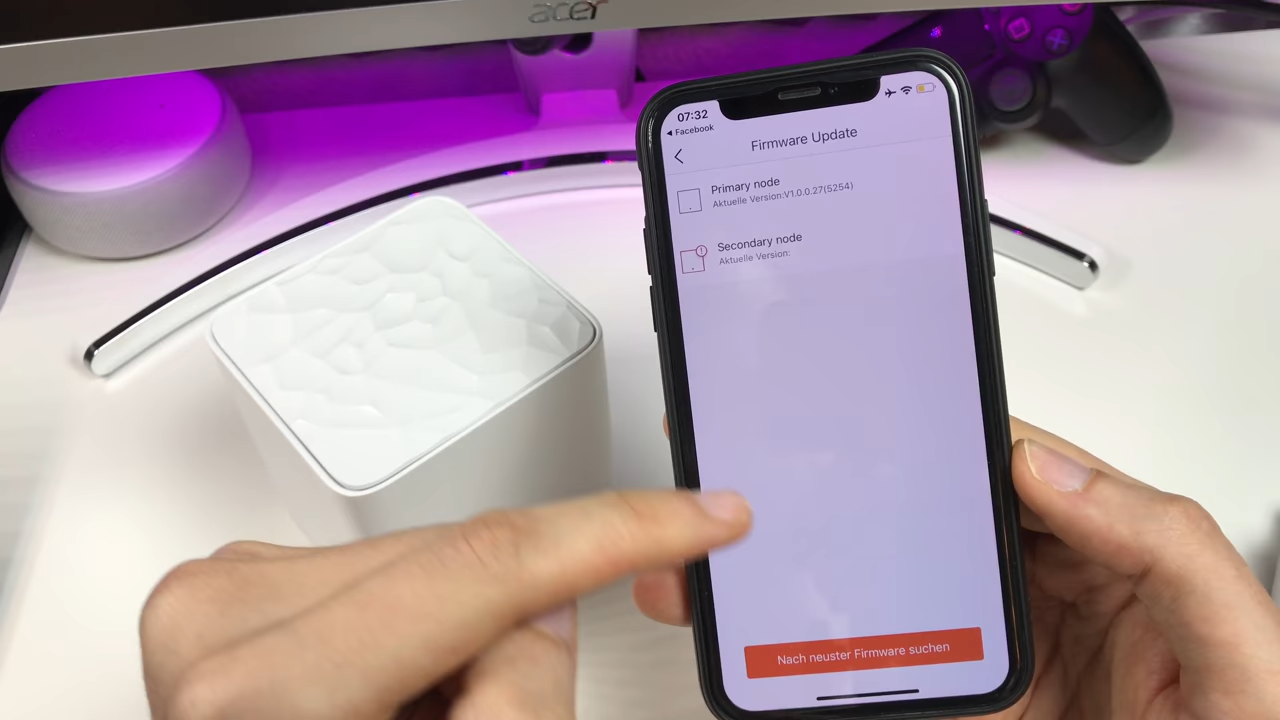 acer
07:32
◀ Facebook
Firmware Update
Primary node
Aktuelle Version:V1.0.0.27(5254)
Secondary node
Aktuelle Version:
Nach neuster Firmware suchen